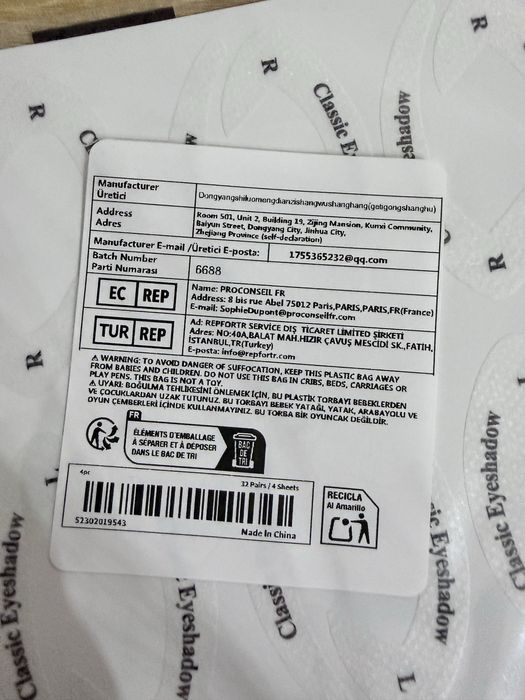 R
R
R
Classic E
eshadow
Manufacturer
Üretici
Dongyangshiluomengdianzishangwushanghang(getigongshanghu)
Address
Adres
Room 501, Unit 2, Building 19, Zijing Mansion, Kunxi Community,
Baiyun Street, Dongyang City, Jinhua City,
Zhejiang Province (self-declaration)
Manufacturer E-mail /Üretici E-posta:
1755365232@qq.com
Batch Number
Parti Numarası
6688
EC REP
Name: PROCONSEIL FR
Address: 8 bis rue Abel 75012 Paris,PARIS,PARIS,FR(France)
E-mail: SophieDupont@proconseilfr.com
TUR REP
Ad: REPFORTR SERVICE DIŞ TİCARET LİMİTED ŞİRKETİ
Adres: NO:40A,BALAT MAH.HIZIR ÇAVUŞ MESCİDİ SK.,FATİH,
İSTANBUL,TR(Turkey)
E-posta: info@repfortr.com
⚠ WARNING: TO AVOID DANGER OF SUFFOCATION, KEEP THIS PLASTIC BAG AWAY
FROM BABIES AND CHILDREN. DO NOT USE THIS BAG IN CRIBS, BEDS, CARRIAGES OR
PLAY PENS. THIS BAG IS NOT A TOY.
⚠ UYARI: BOĞULMA TEHLİKESİNİ ÖNLEMEK İÇİN, BU PLASTİK TORBAYI BEBEKLERDEN
VE ÇOCUKLARDAN UZAK TUTUNUZ. BU TORBAYI BEBEK YATAĞI, YATAK, ARABAYOLU VE
OYUN ÇEMBERLERİ İÇİNDE KULLANMAYINIZ. BU TORBA BİR OYUNCAK DEĞİLDİR.
FR
ÉLÉMENTS D'EMBALLAGE
À SÉPARER ET À DÉPOSER
DANS LE BAC DE TRI
BAC
DE
TRI
4pc
32 Pairs / 4 Sheets
52302019543
Made In China
RECICLA
Al Amarillo
R
R
Classic Eyeshadow
Classic Eyeshadow
Eyeshadow
Classi
ic Eyeshadow
L